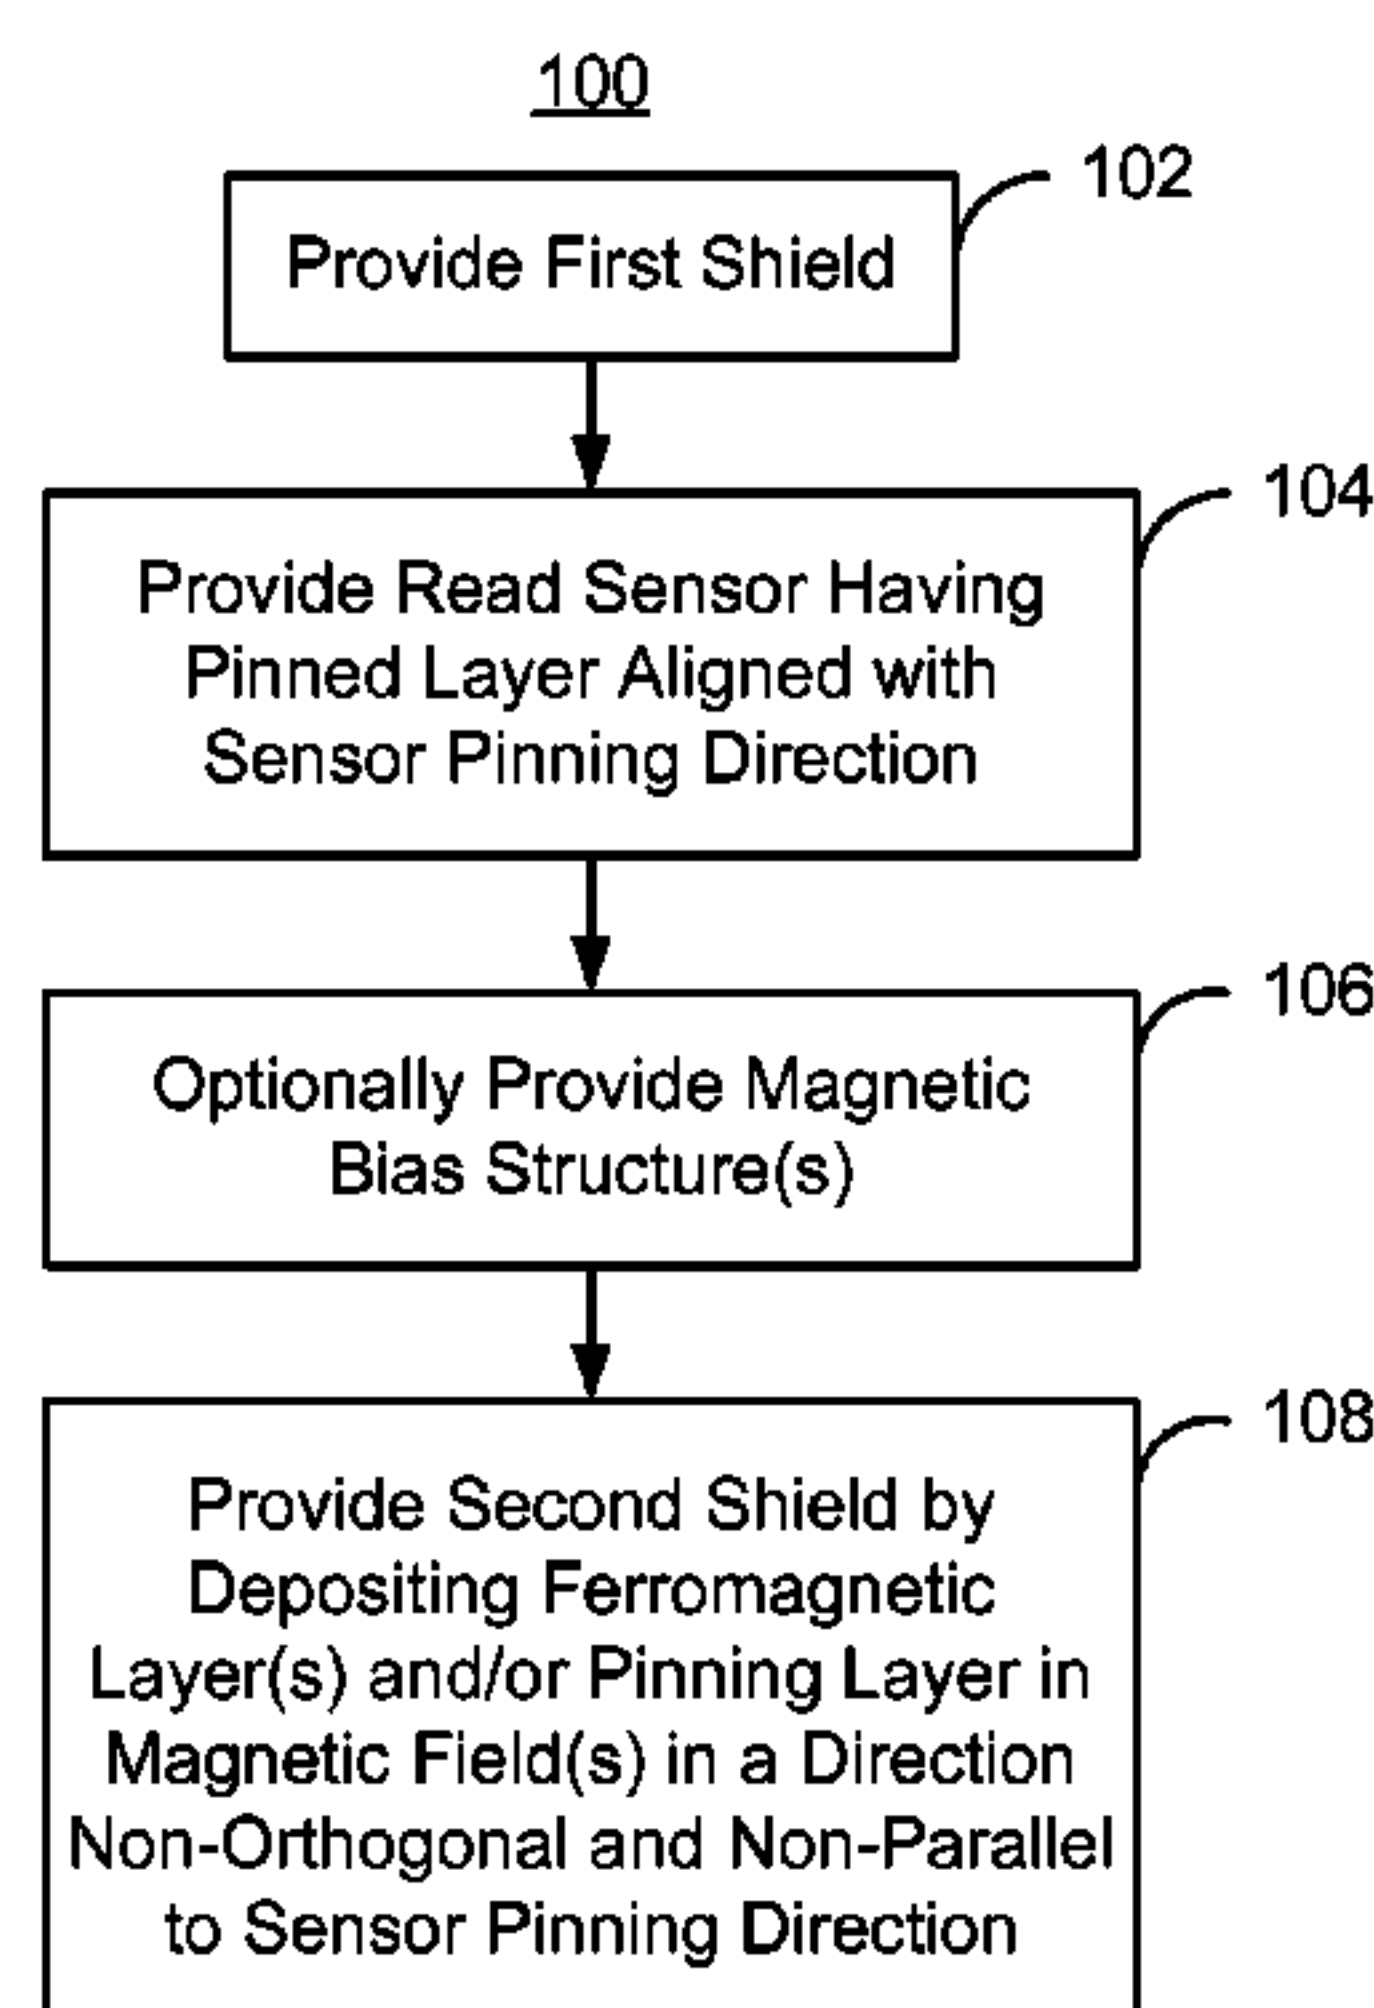 100
102
Provide First Shield
104
Provide Read Sensor Having
Pinned Layer Aligned with
Sensor Pinning Direction
106
Optionally Provide Magnetic
Bias Structure(s)
108
Provide Second Shield by
Depositing Ferromagnetic
Layer(s) and/or Pinning Layer in
Magnetic Field(s) in a Direction
Non-Orthogonal and Non-Parallel
to Sensor Pinning Direction